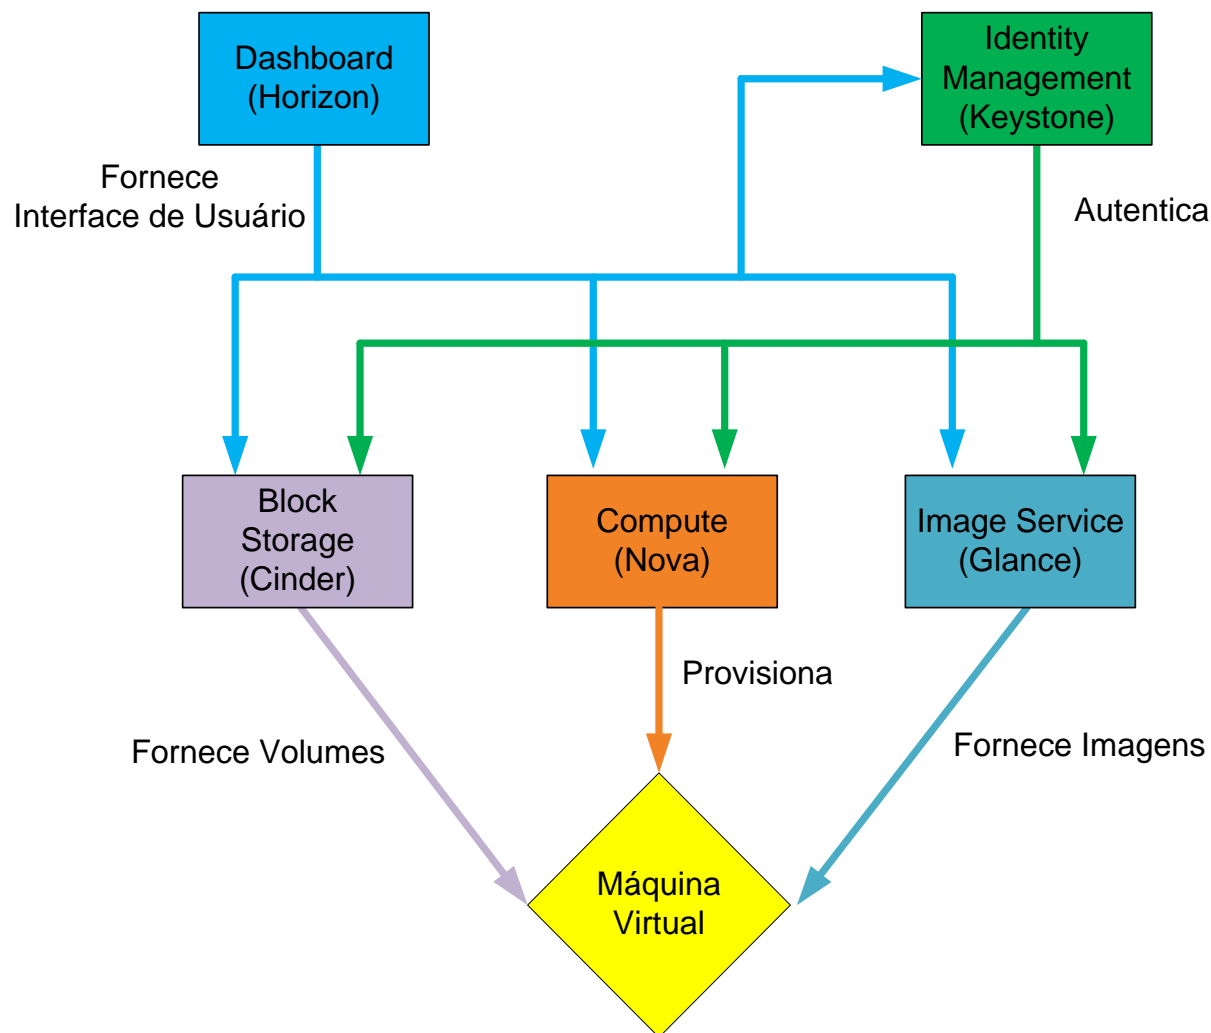 Dashboard
(Horizon)
Identity
Management
(Keystone)
Fornece
Interface de Usuário
Autentica
Block
Storage
(Cinder)
Compute
(Nova)
Image Service
(Glance)
Provisiona
Fornece Volumes
Fornece Imagens
Máquina
Virtual